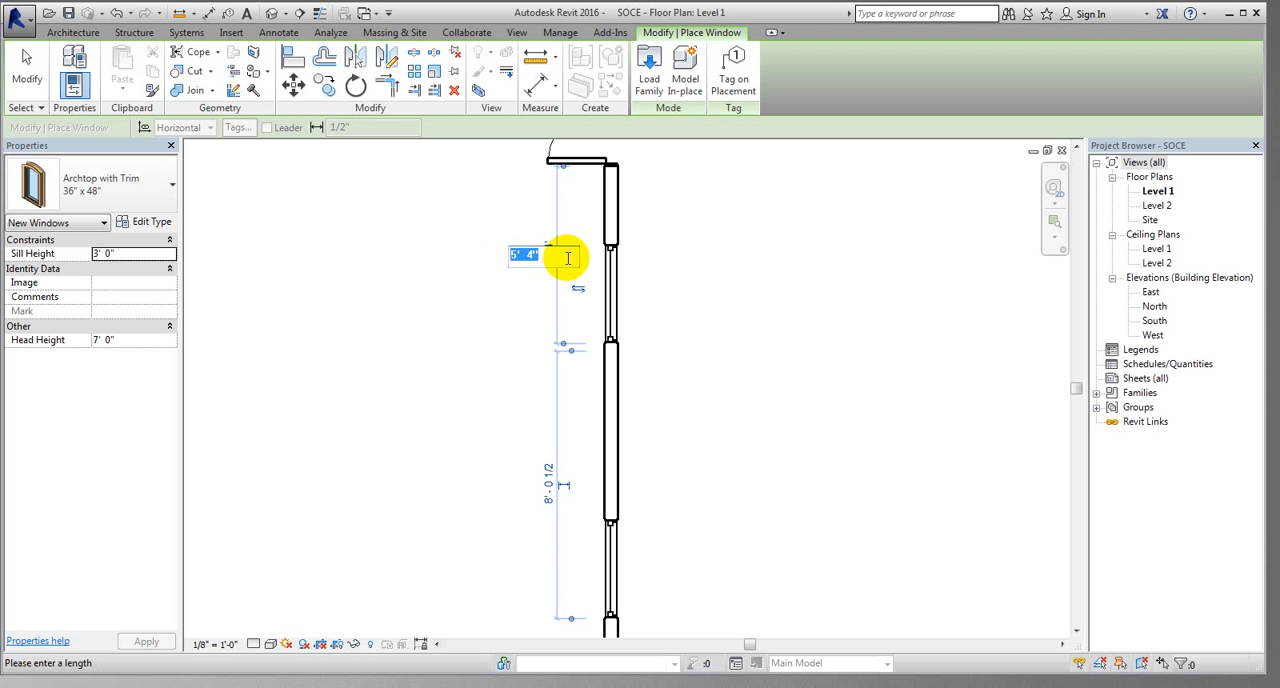 Autodesk Revit 2016 - SOCE - Floor Plan: Level 1
Type a keyword or phrase
Sign In
Architecture Structure Systems Insert Annotate Analyze Massing & Site Collaborate View Manage Add-Ins Modify | Place Window
Modify
Paste
Cope
Cut
Join
Load Family
Model In-place
Tag on Placement
Select Properties Clipboard Geometry Modify View Measure Create Mode Tag
Modify | Place Window Horizontal Tags... Leader 1/2"
Properties
Archtop with Trim
36" x 48"
New Windows Edit Type
Constraints
Sill Height 3' 0"
Identity Data
Image
Comments
Mark
Other
Head Height 7' 0"
Properties help Apply
5' 4"
8' - 0 1/2
2D
Project Browser - SOCE
Views (all)
Floor Plans
Level 1
Level 2
Site
Ceiling Plans
Level 1
Level 2
Elevations (Building Elevation)
East
North
South
West
Legends
Schedules/Quantities
Sheets (all)
Families
Groups
Revit Links
1/8" = 1'-0"
Please enter a length
:0
Main Model
:0